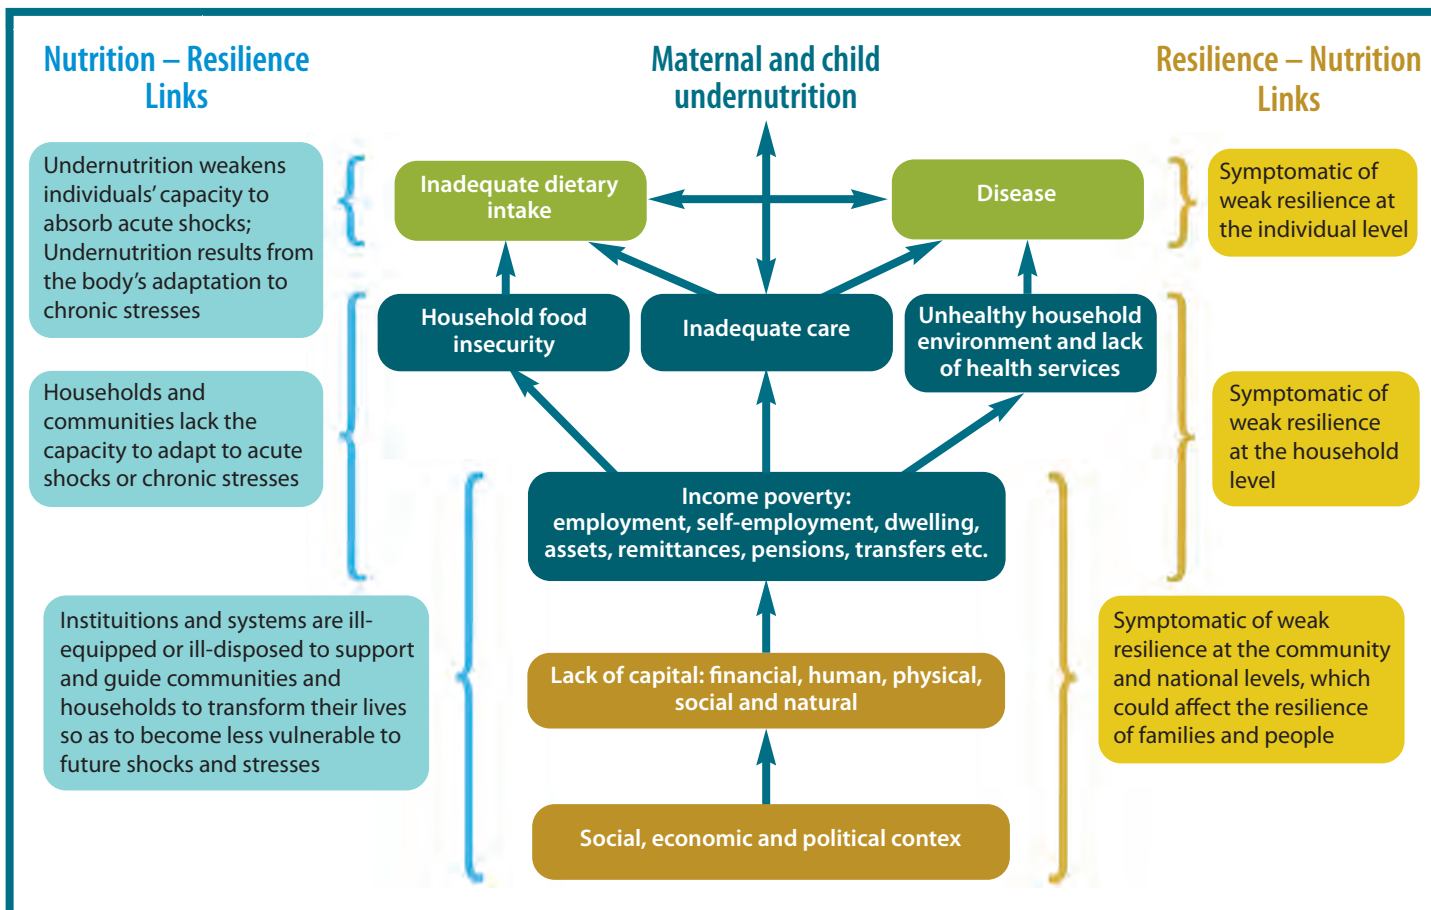 Nutrition – Resilience
Links
Maternal and child
undernutrition
Resilience – Nutrition
Links
Undernutrition weakens
individuals’ capacity to
absorb acute shocks;
Undernutrition results from
the body’s adaptation to
chronic stresses
Inadequate dietary
intake
Disease
Symptomatic of
weak resilience at
the individual level
Household food
insecurity
Inadequate care
Unhealthy household
environment and lack
of health services
Households and
communities lack the
capacity to adapt to acute
shocks or chronic stresses
Symptomatic of
weak resilience
at the household
level
Income poverty:
employment, self-employment, dwelling,
assets, remittances, pensions, transfers etc.
Instituitions and systems are ill-
equipped or ill-disposed to support
and guide communities and
households to transform their lives
so as to become less vulnerable to
future shocks and stresses
Lack of capital: financial, human, physical,
social and natural
Symptomatic of weak
resilience at the community
and national levels, which
could affect the resilience
of families and people
Social, economic and political contex